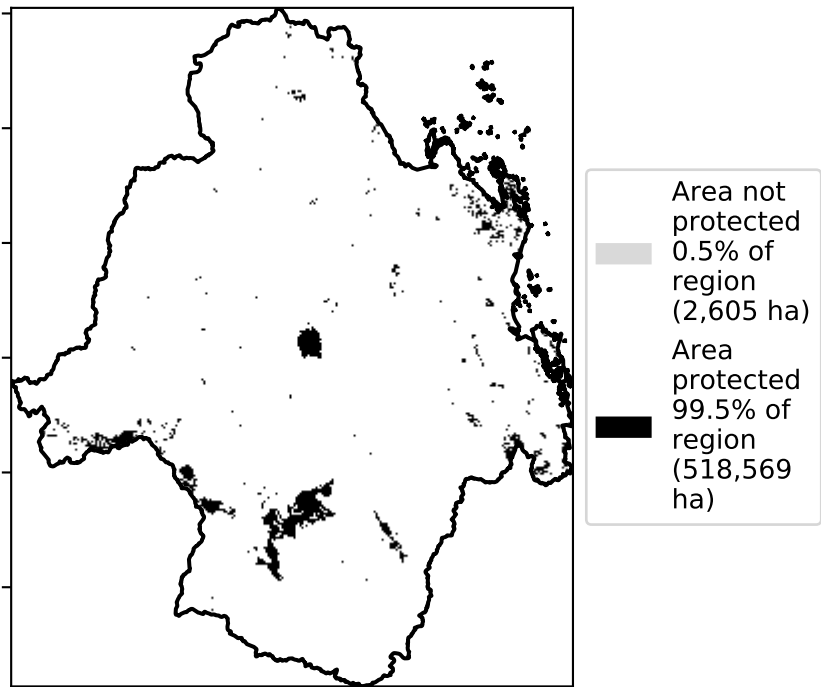 Area not
protected
0.5% of
region
(2,605 ha)
Area
protected
99.5% of
region
(518,569
ha)